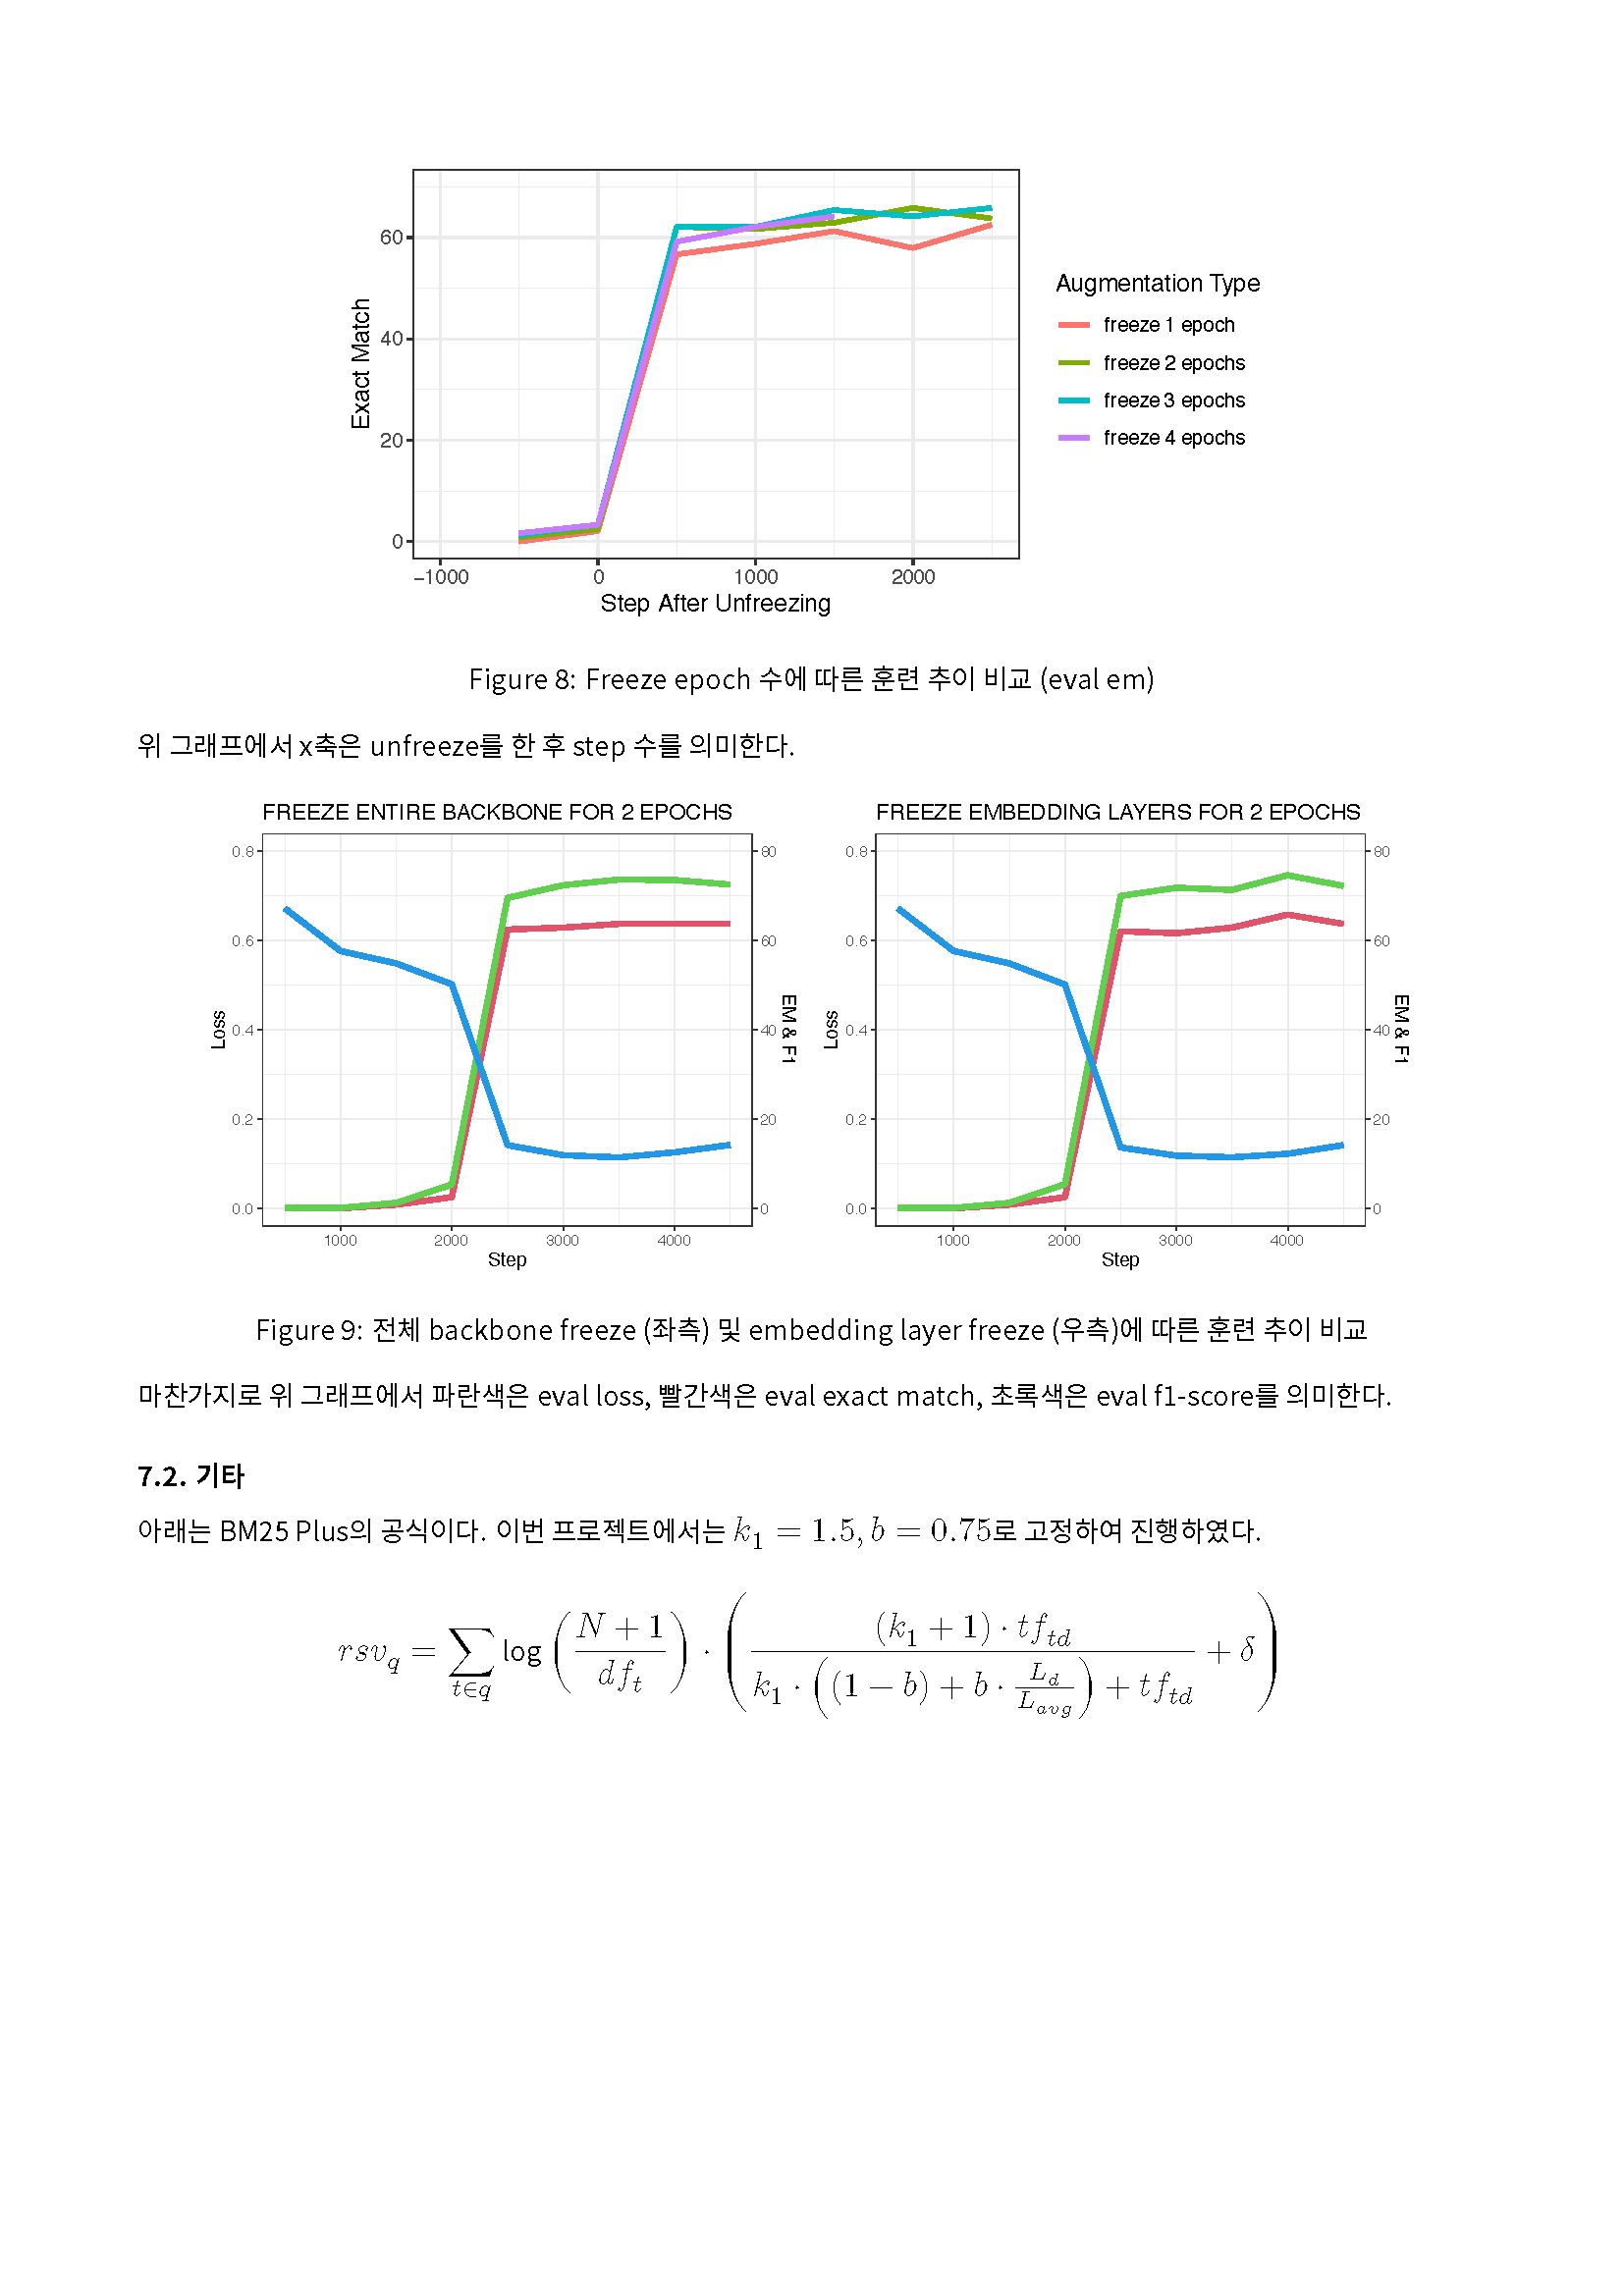 60
40
20
0
Exact Match
−1000 0 1000 2000
Step After Unfreezing
Augmentation Type
freeze 1 epoch
freeze 2 epochs
freeze 3 epochs
freeze 4 epochs
Figure 8: Freeze epoch 수에 따른 훈련 추이 비교 (eval em)
위 그래프에서 x축은 unfreeze를 한 후 step 수를 의미한다.
FREEZE ENTIRE BACKBONE FOR 2 EPOCHS
0.8
0.6
0.4
0.2
0.0
Loss
80
60
40
20
0
EM & F1
1000 2000 3000 4000
Step
FREEZE EMBEDDING LAYERS FOR 2 EPOCHS
0.8
0.6
0.4
0.2
0.0
Loss
80
60
40
20
0
EM & F1
1000 2000 3000 4000
Step
Figure 9: 전체 backbone freeze (좌측) 및 embedding layer freeze (우측)에 따른 훈련 추이 비교
마찬가지로 위 그래프에서 파란색은 eval loss, 빨간색은 eval exact match, 초록색은 eval f1-score를 의미한다.
7.2. 기타
아래는 BM25 Plus의 공식이다. 이번 프로젝트에서는 $k_1 = 1.5, b = 0.75$로 고정하여 진행하였다.
$rsv_q = \sum_{t \in q} \log \left( \frac{N+1}{df_t} \right) \cdot \left( \frac{(k_1+1) \cdot tf_{td}}{k_1 \cdot \left( (1-b) + b \cdot \frac{L_d}{L_{avg}} \right) + tf_{td}} + \delta \right)$